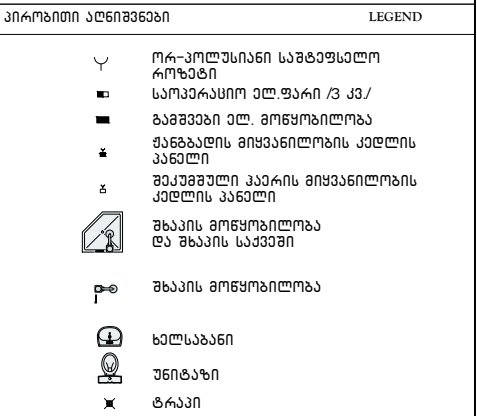 პირობითი აღნიშვნები LEGEND
ორ-პოლუსიანი საშტეფსელო
როზეტი
საოპერაციო ელ.ფარი /3 კვ./
გამშვები ელ. მოწყობილობა
ჟანგბადის მიყვანილობის კედლის
პანელი
შეკუმშული ჰაერის მიყვანილობის
კედლის პანელი
შხაპის მოწყობილობა
და შხაპის საქვეში
შხაპის მოწყობილობა
ხელსაბანი
უნიტაზი
ტრაპი